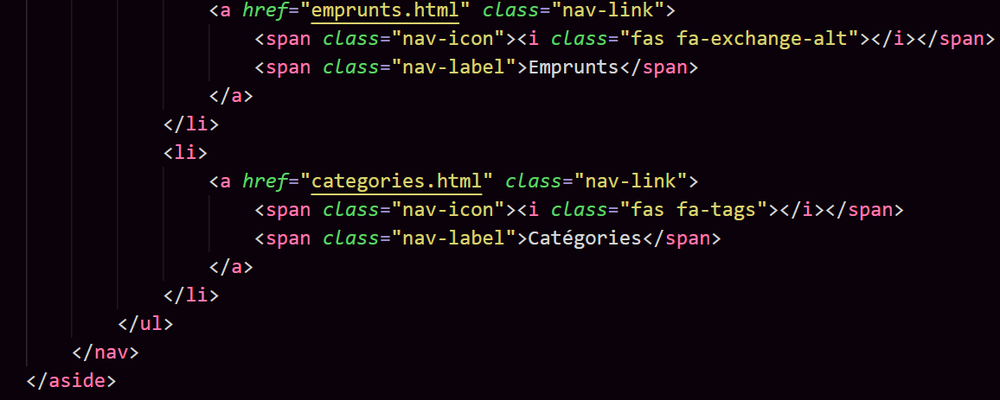 <a href="emprunts.html" class="nav-link">
<span class="nav-icon"><i class="fas fa-exchange-alt"></i></span>
<span class="nav-label">Emprunts</span>
</a>
</li>
<li>
<a href="categories.html" class="nav-link">
<span class="nav-icon"><i class="fas fa-tags"></i></span>
<span class="nav-label">Catégories</span>
</a>
</li>
</ul>
</nav>
</aside>